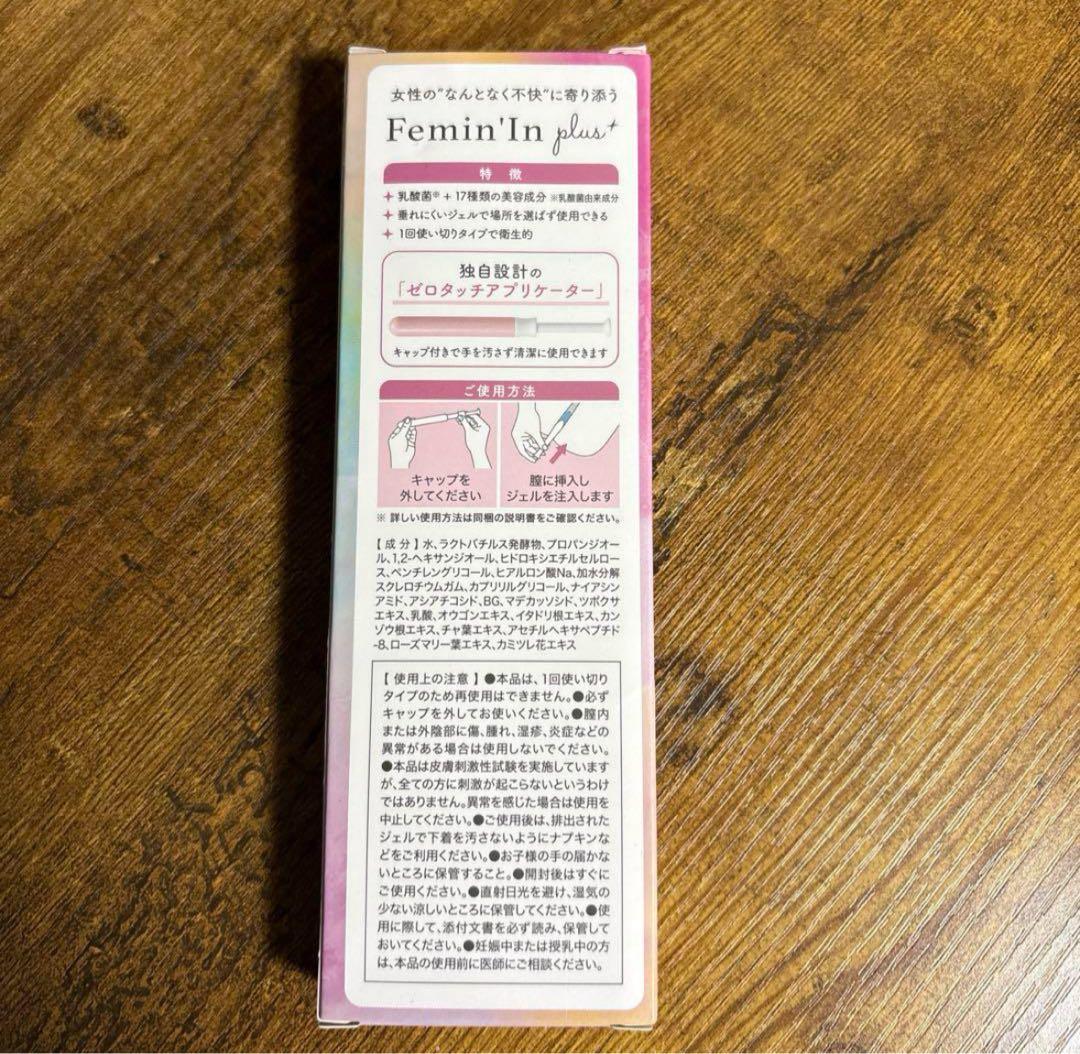 女性の"なんとなく不快"に寄り添う
Femin'In plus+
特 徴
乳酸菌※ + 17種類の美容成分 ※乳酸菌由来成分
垂れにくいジェルで場所を選ばず使用できる
1回使い切りタイプで衛生的
独自設計の
「ゼロタッチアプリケーター」
キャップ付きで手を汚さず清潔に使用できます
ご使用方法
キャップを
外してください
膣に挿入し
ジェルを注入します
※ 詳しい使用方法は同梱の説明書をご確認ください。
【 成 分 】水、ラクトバチルス発酵物、プロパンジオー
ル、1,2-ヘキサンジオール、ヒドロキシエチルセルロー
ス、ペンチレングリコール、ヒアルロン酸Na、加水分解
スクレロチウムガム、カプリリルグリコール、ナイアシン
アミド、アシアチコシド、BG、マデカッソシド、ツボクサ
エキス、乳酸、オウゴンエキス、イタドリ根エキス、カン
ゾウ根エキス、チャ葉エキス、アセチルヘキサペプチド
-8、ローズマリー葉エキス、カミツレ花エキス
【 使用上の注意 】●本品は、1回使い切り
タイプのため再使用はできません。●必ず
キャップを外してお使いください。●膣内
または外陰部に傷、腫れ、湿疹、炎症などの
異常がある場合は使用しないでください。
●本品は皮膚刺激性試験を実施しています
が、全ての方に刺激が起こらないというわけ
ではありません。異常を感じた場合は使用を
中止してください。●ご使用後は、排出された
ジェルで下着を汚さないようにナプキンな
どをご利用ください。●お子様の手の届かな
いところに保管すること。●開封後はすぐに
ご使用ください。●直射日光を避け、湿気の
少ない涼しいところに保管してください。●使
用に際して、添付文書を必ず読み、保管して
おいてください。●妊娠中または授乳中の方
は、本品の使用前に医師にご相談ください。